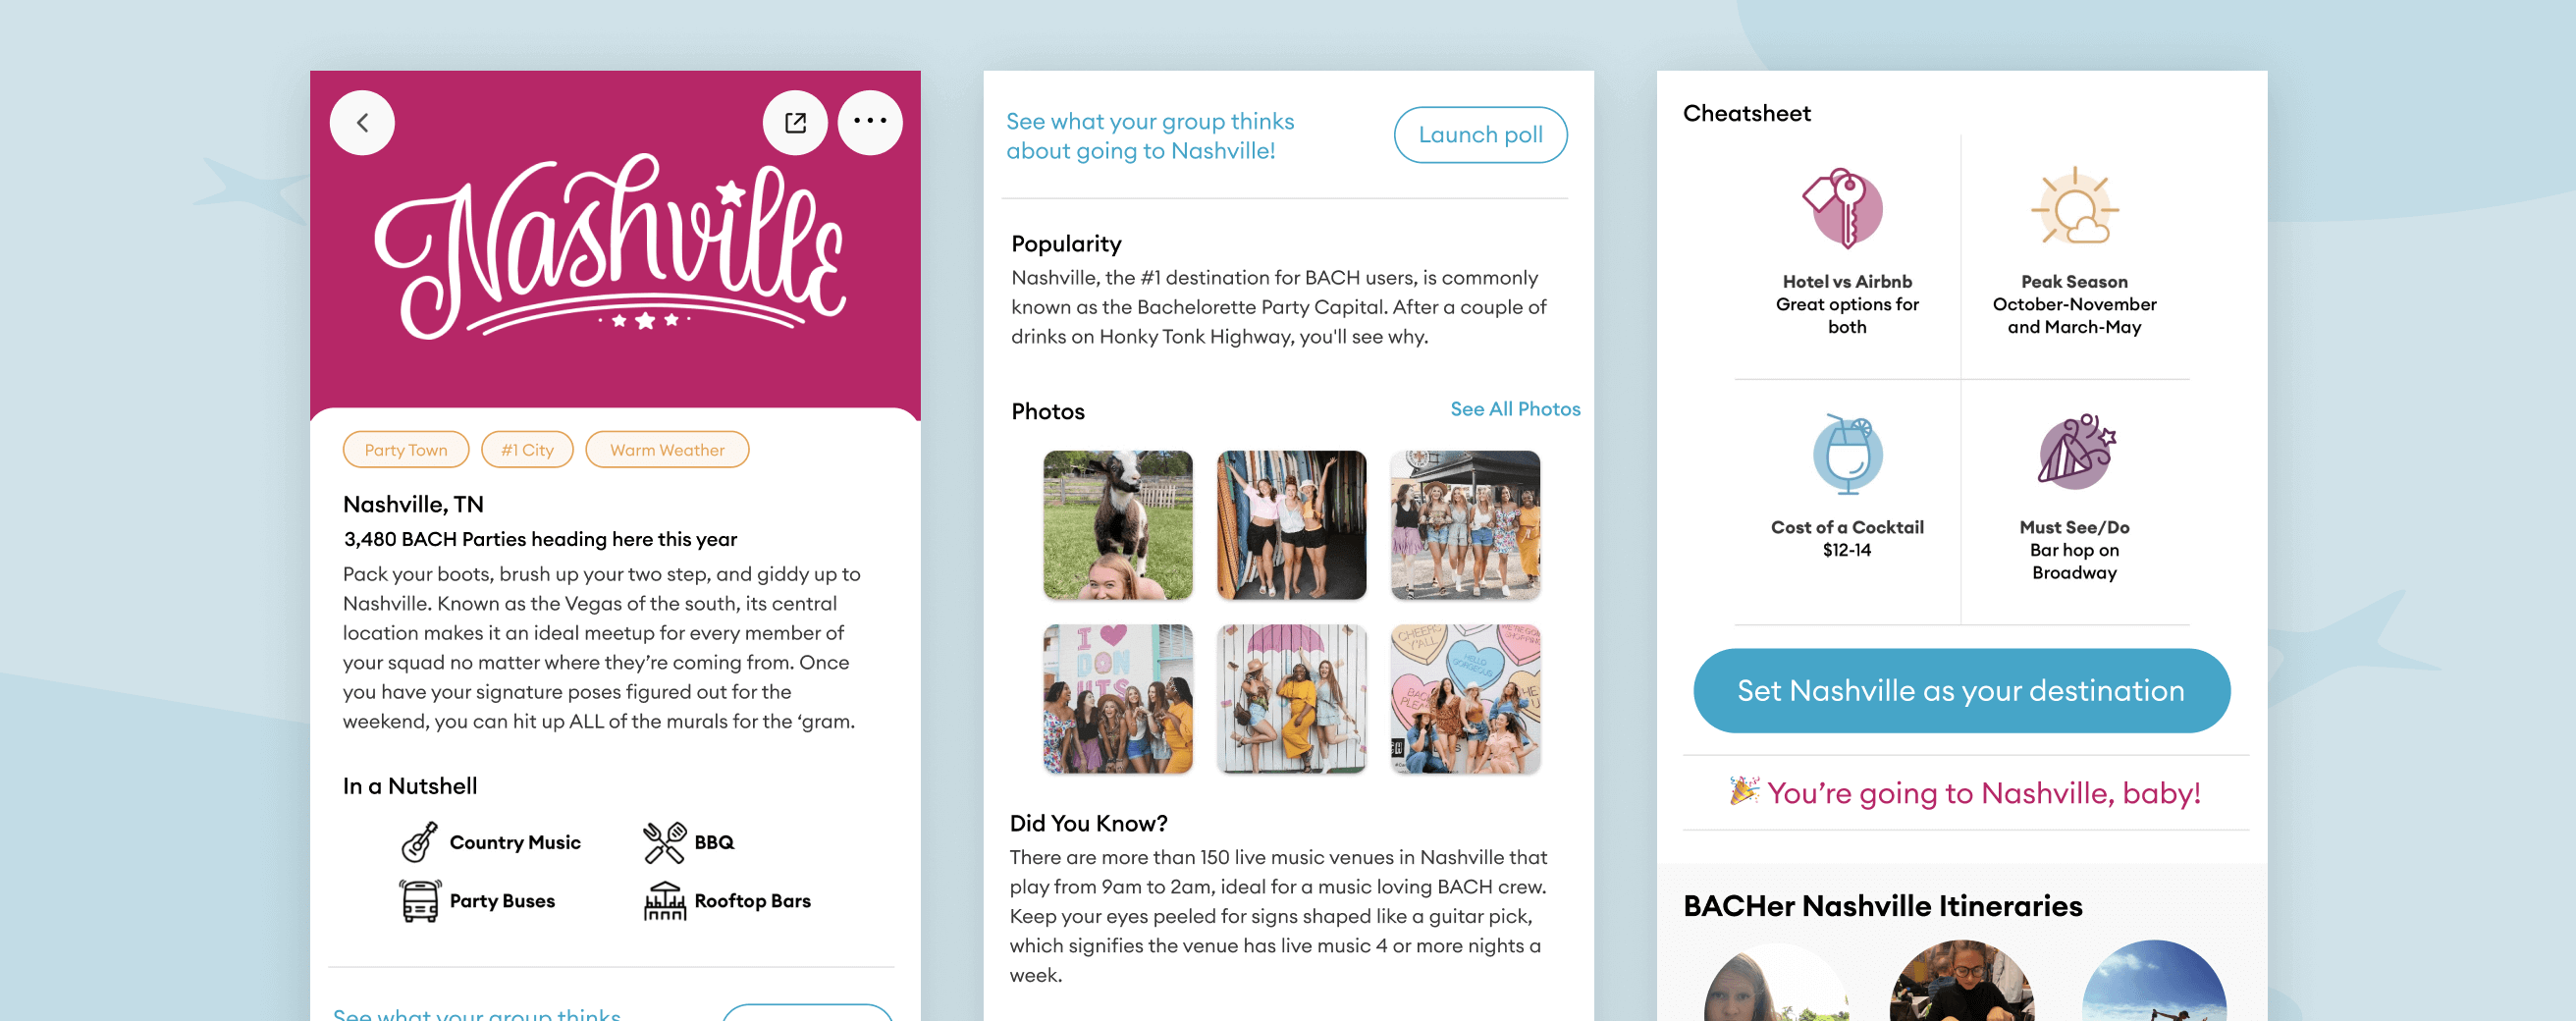 Nashville
Party Town
#1 City
Warm Weather
Nashville, TN
3,480 BACH Parties heading here this year
Pack your boots, brush up your two step, and giddy up to
Nashville. Known as the Vegas of the south, its central
location makes it an ideal meetup for every member of
your squad no matter where they’re coming from. Once
you have your signature poses figured out for the
weekend, you can hit up ALL of the murals for the ‘gram.
In a Nutshell
Country Music
BBQ
Party Buses
Rooftop Bars
See what your group thinks
See what your group thinks
about going to Nashville!
Launch poll
Popularity
Nashville, the #1 destination for BACH users, is commonly
known as the Bachelorette Party Capital. After a couple of
drinks on Honky Tonk Highway, you'll see why.
Photos
See All Photos
I
DON
UTS
CHEERS
Y'ALL
HELLO
GORGEOUS
Did You Know?
There are more than 150 live music venues in Nashville that
play from 9am to 2am, ideal for a music loving BACH crew.
Keep your eyes peeled for signs shaped like a guitar pick,
which signifies the venue has live music 4 or more nights a
week.
Cheatsheet
Hotel vs Airbnb
Great options for
both
Peak Season
October-November
and March-May
Cost of a Cocktail
$12-14
Must See/Do
Bar hop on
Broadway
Set Nashville as your destination
You’re going to Nashville, baby!
BACHer Nashville Itineraries